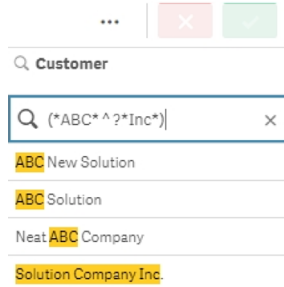 ...
Customer
(*ABC* ^ ?*Inc*)
ABC New Solution
ABC Solution
Neat ABC Company
Solution Company Inc.